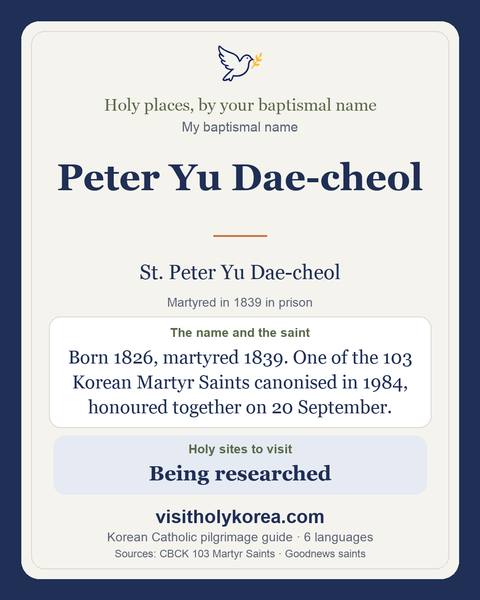 Holy places, by your baptismal name
My baptismal name
Peter Yu Dae-cheol
St. Peter Yu Dae-cheol
Martyred in 1839 in prison
The name and the saint
Born 1826, martyred 1839. One of the 103
Korean Martyr Saints canonised in 1984,
honoured together on 20 September.
Holy sites to visit
Being researched
visitholykorea.com
Korean Catholic pilgrimage guide · 6 languages
Sources: CBCK 103 Martyr Saints · Goodnews saints